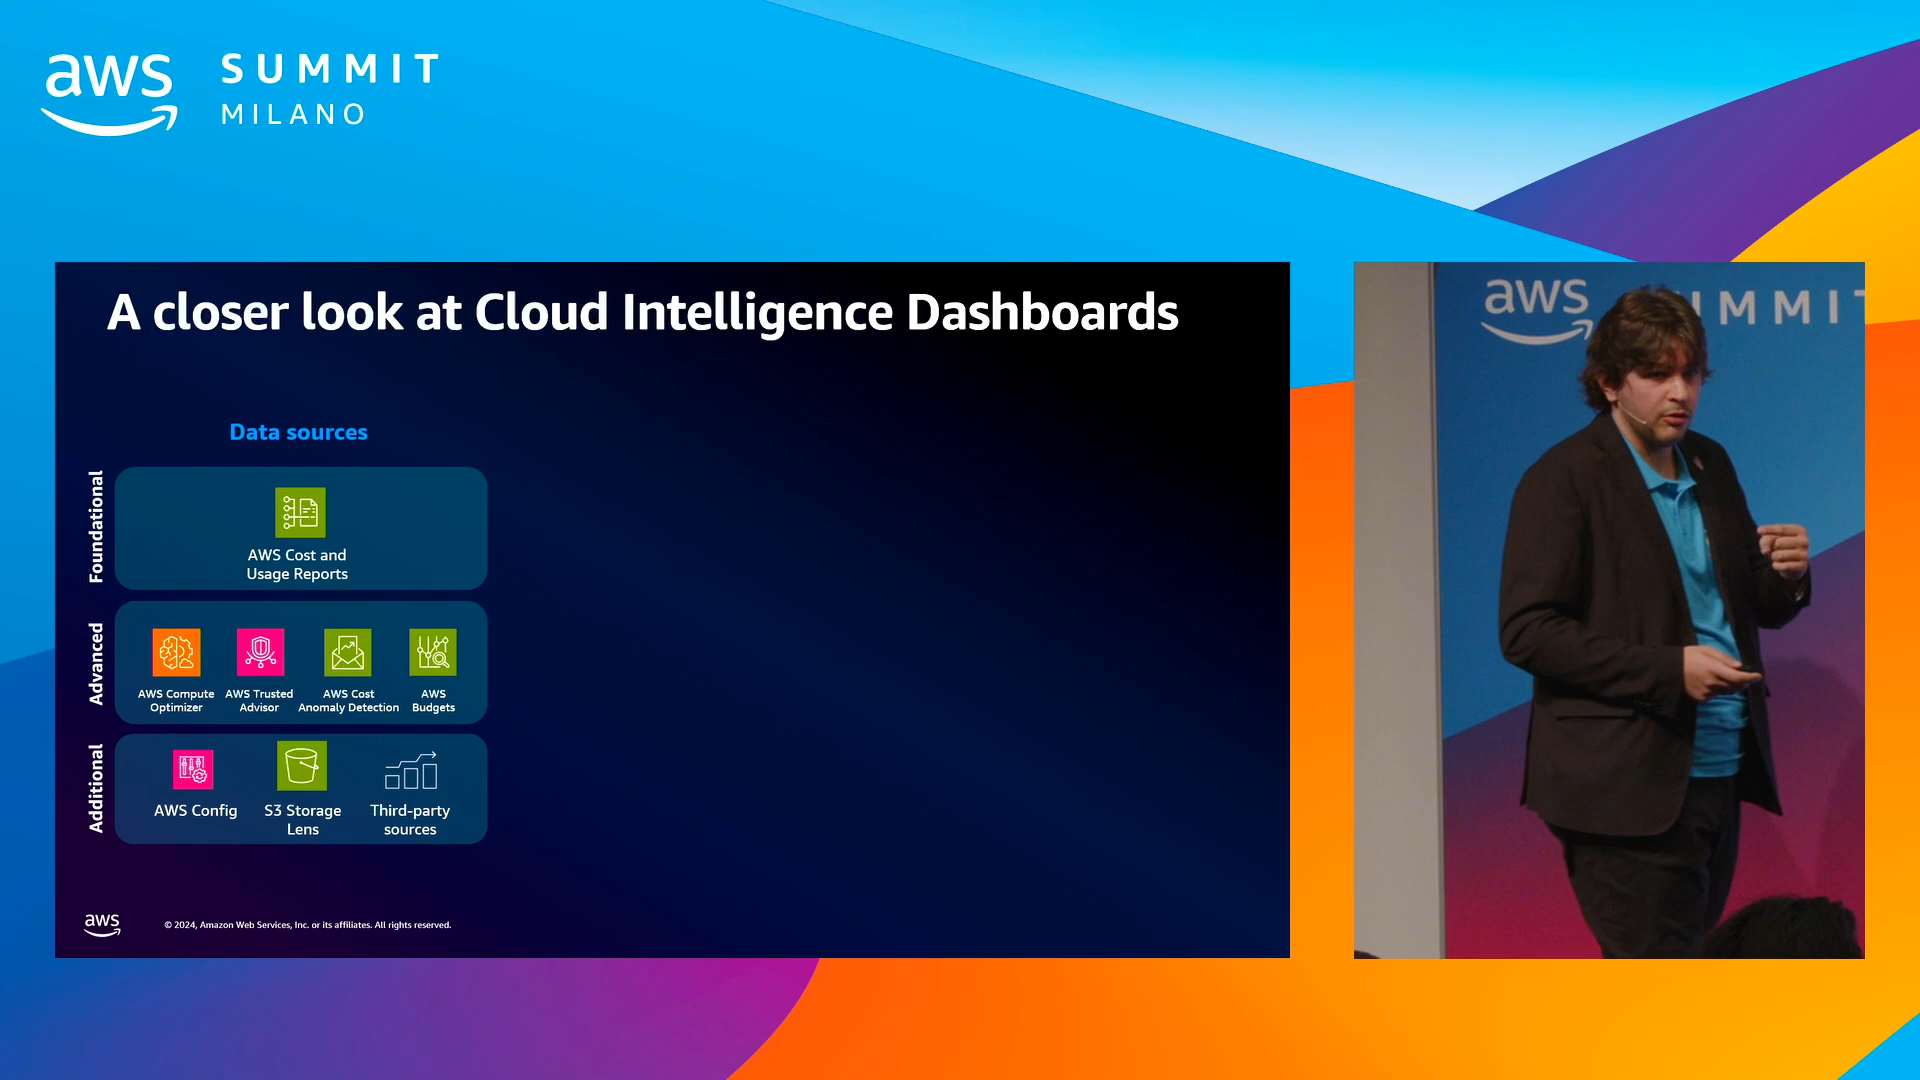 aws
SUMMIT
MILANO
A closer look at Cloud Intelligence Dashboards
Data sources
Foundational
AWS Cost and
Usage Reports
Advanced
AWS Compute
Optimizer
AWS Trusted
Advisor
AWS Cost
Anomaly Detection
AWS
Budgets
Additional
AWS Config
S3 Storage
Lens
Third-party
sources
aws
© 2024, Amazon Web Services, Inc. or its affiliates. All rights reserved.
aws
UMMIT